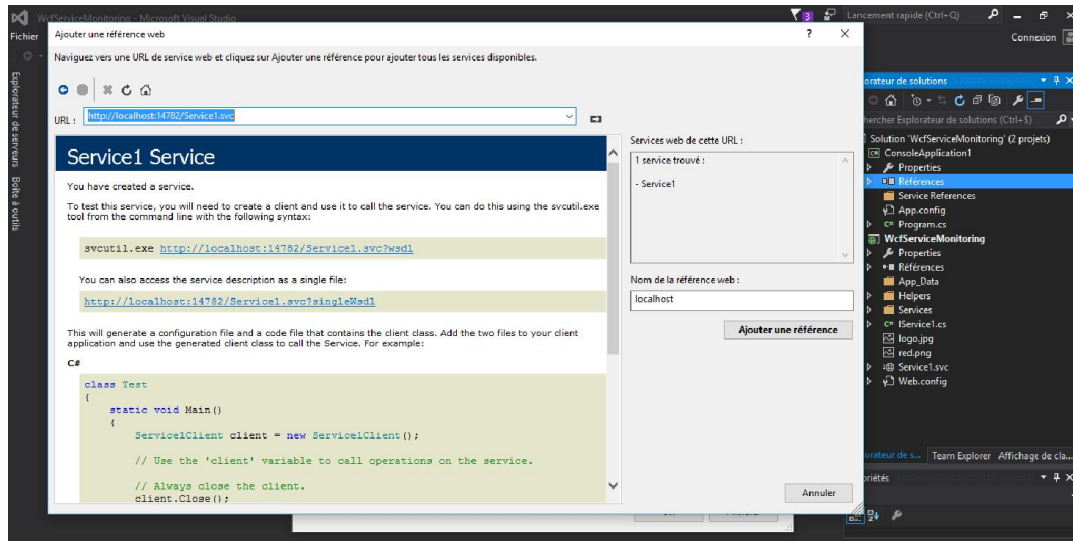 WcfServiceMonitoring - Microsoft Visual Studio
3
Lancement rapide (Ctrl+Q)
Fichier
Connexion
Ajouter une référence web
?
Naviguez vers une URL de service web et cliquez sur Ajouter une référence pour ajouter tous les services disponibles.
URL :
http://localhost:14782/Service1.svc
Explorateur de serveurs
Boîte à outils
Service1 Service
You have created a service.
To test this service, you will need to create a client and use it to call the service. You can do this using the svcutil.exe
tool from the command line with the following syntax:
svcutil.exe http://localhost:14782/Service1.svc?wsdl
You can also access the service description as a single file:
http://localhost:14782/Service1.svc?singleWsdl
This will generate a configuration file and a code file that contains the client class. Add the two files to your client
application and use the generated client class to call the Service. For example:
C#
class Test
{
static void Main()
{
Service1Client client = new Service1Client();
// Use the 'client' variable to call operations on the service.
// Always close the client.
client.Close();
Services web de cette URL :
1 service trouvé :
- Service1
Nom de la référence web :
localhost
Ajouter une référence
Annuler
orateur de solutions
hercher Explorateur de solutions (Ctrl+$)
Solution 'WcfServiceMonitoring' (2 projets)
C# ConsoleApplication1
Properties
Références
Service References
App.config
C# Program.cs
WcfServiceMonitoring
Properties
Références
App_Data
Helpers
Services
C# IService1.cs
logo.jpg
red.png
Service1.svc
Web.config
orateur de s...
Team Explorer
Affichage de cla...
priétés